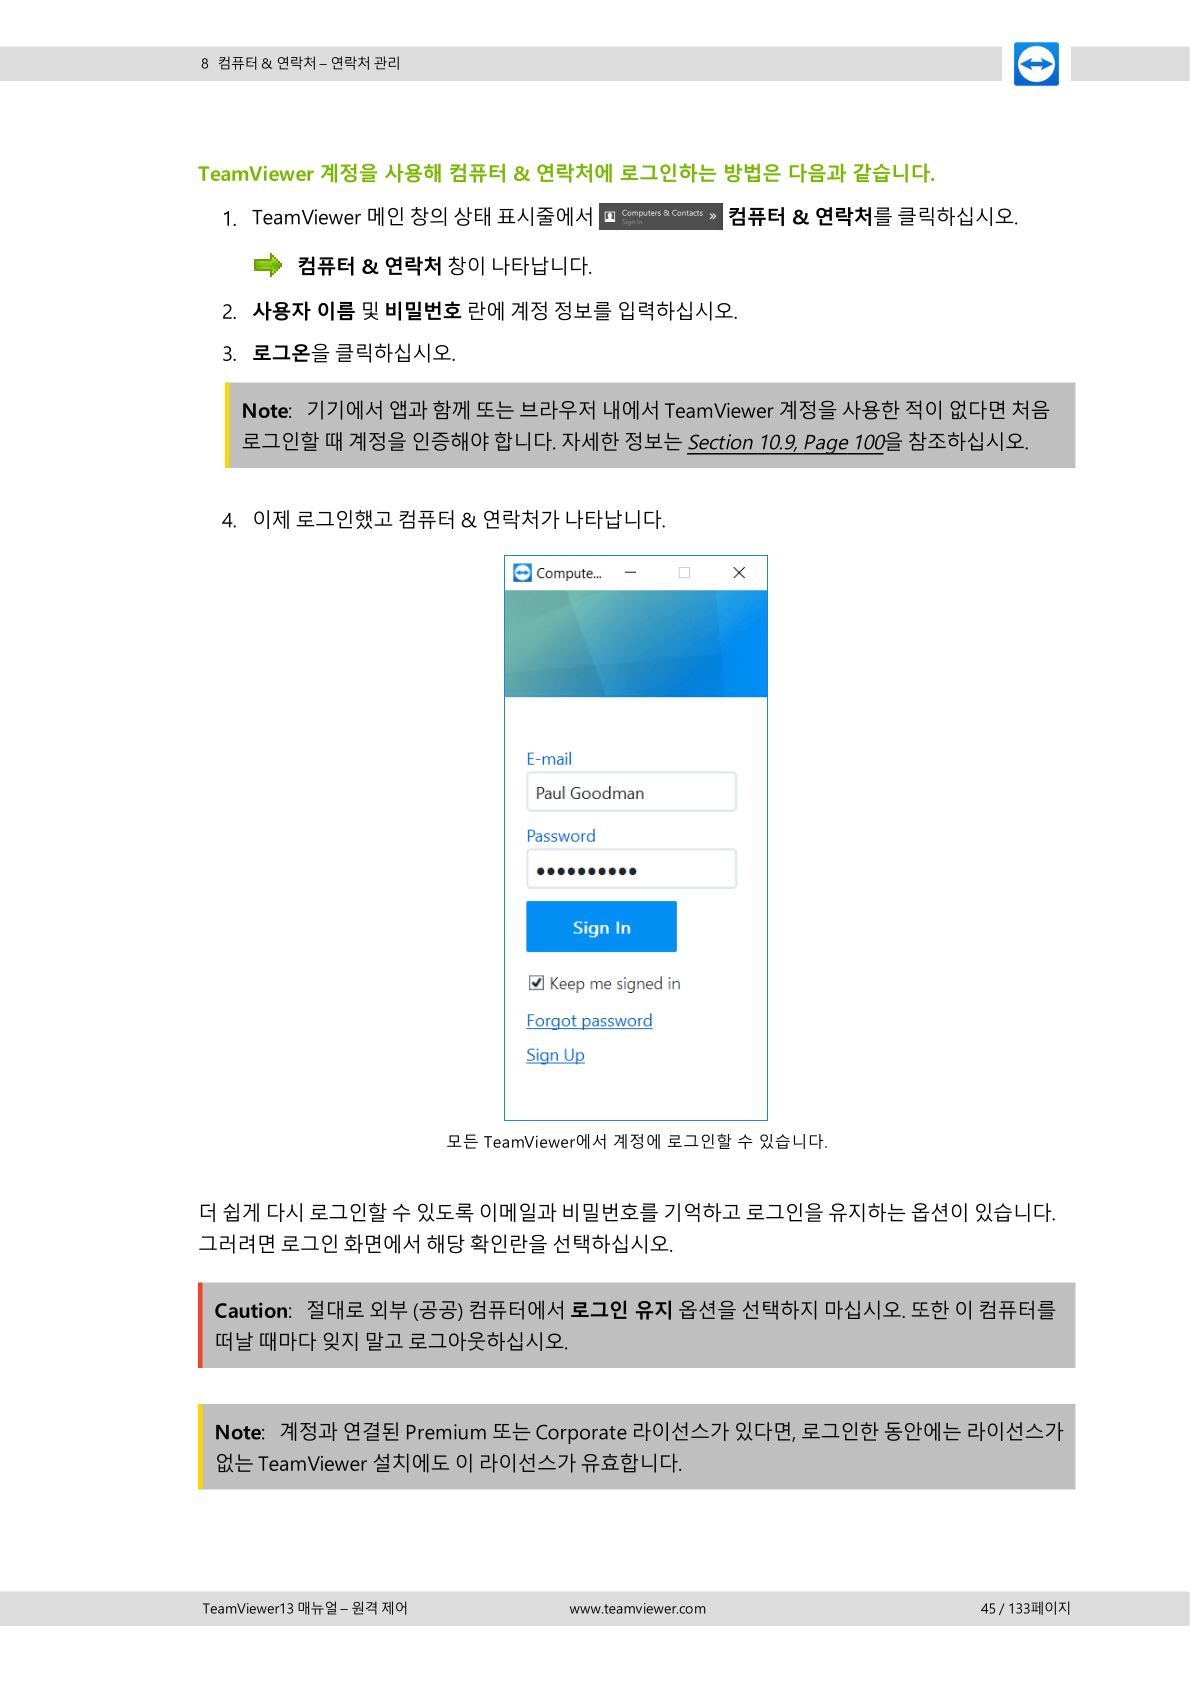 8 컴퓨터 & 연락처 – 연락처 관리
TeamViewer 계정을 사용해 컴퓨터 & 연락처에 로그인하는 방법은 다음과 같습니다.
1. TeamViewer 메인 창의 상태 표시줄에서 Computers & Contacts Sign In » 컴퓨터 & 연락처를 클릭하십시오.
컴퓨터 & 연락처 창이 나타납니다.
2. 사용자 이름 및 비밀번호 란에 계정 정보를 입력하십시오.
3. 로그온을 클릭하십시오.
Note: 기기에서 앱과 함께 또는 브라우저 내에서 TeamViewer 계정을 사용한 적이 없다면 처음
로그인할 때 계정을 인증해야 합니다. 자세한 정보는 Section 10.9, Page 100을 참조하십시오.
4. 이제 로그인했고 컴퓨터 & 연락처가 나타납니다.
Compute...
E-mail
Paul Goodman
Password
●●●●●●●●●●
Sign In
Keep me signed in
Forgot password
Sign Up
모든 TeamViewer에서 계정에 로그인할 수 있습니다.
더 쉽게 다시 로그인할 수 있도록 이메일과 비밀번호를 기억하고 로그인을 유지하는 옵션이 있습니다.
그러려면 로그인 화면에서 해당 확인란을 선택하십시오.
Caution: 절대로 외부 (공공) 컴퓨터에서 로그인 유지 옵션을 선택하지 마십시오. 또한 이 컴퓨터를
떠날 때마다 잊지 말고 로그아웃하십시오.
Note: 계정과 연결된 Premium 또는 Corporate 라이선스가 있다면, 로그인한 동안에는 라이선스가
없는 TeamViewer 설치에도 이 라이선스가 유효합니다.
TeamViewer13 매뉴얼 – 원격 제어 www.teamviewer.com 45 / 133페이지